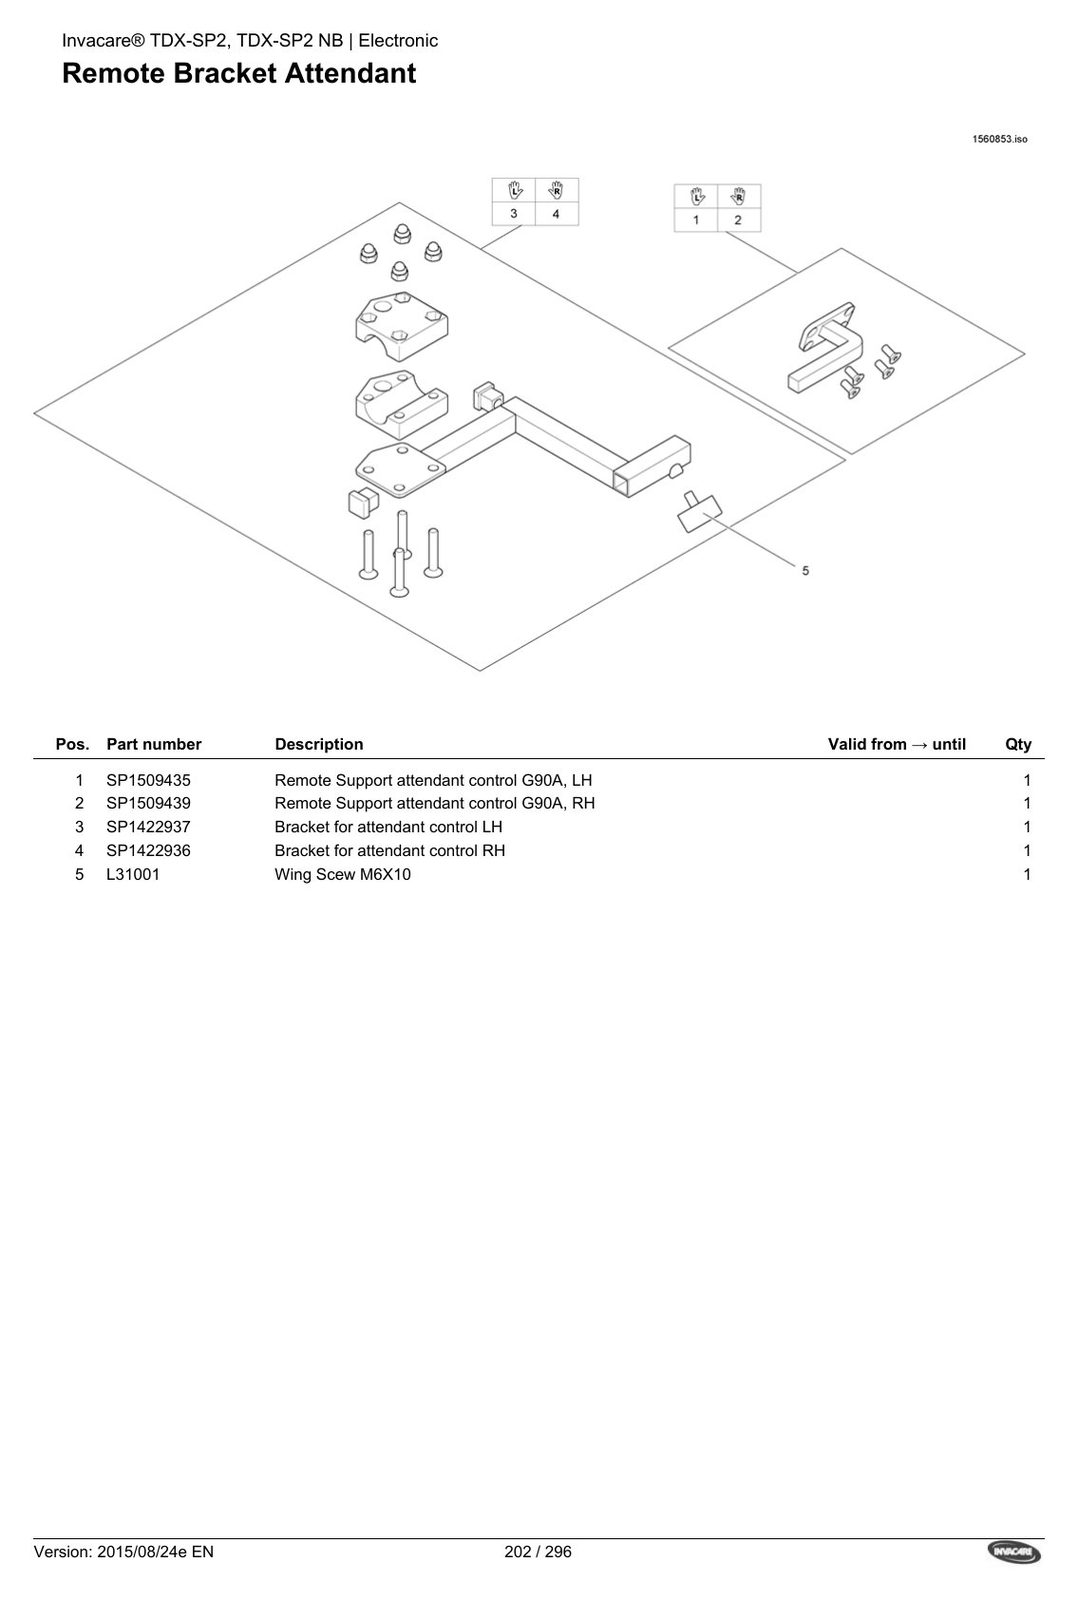 Invacare® TDX-SP2, TDX-SP2 NB | Electronic
Remote Bracket Attendant
1560853.iso
L R
3 4
L R
1 2
5
Pos. Part number Description Valid from → until Qty
1 SP1509435 Remote Support attendant control G90A, LH 1
2 SP1509439 Remote Support attendant control G90A, RH 1
3 SP1422937 Bracket for attendant control LH 1
4 SP1422936 Bracket for attendant control RH 1
5 L31001 Wing Scew M6X10 1
Version: 2015/08/24e EN 202 / 296 INVACARE